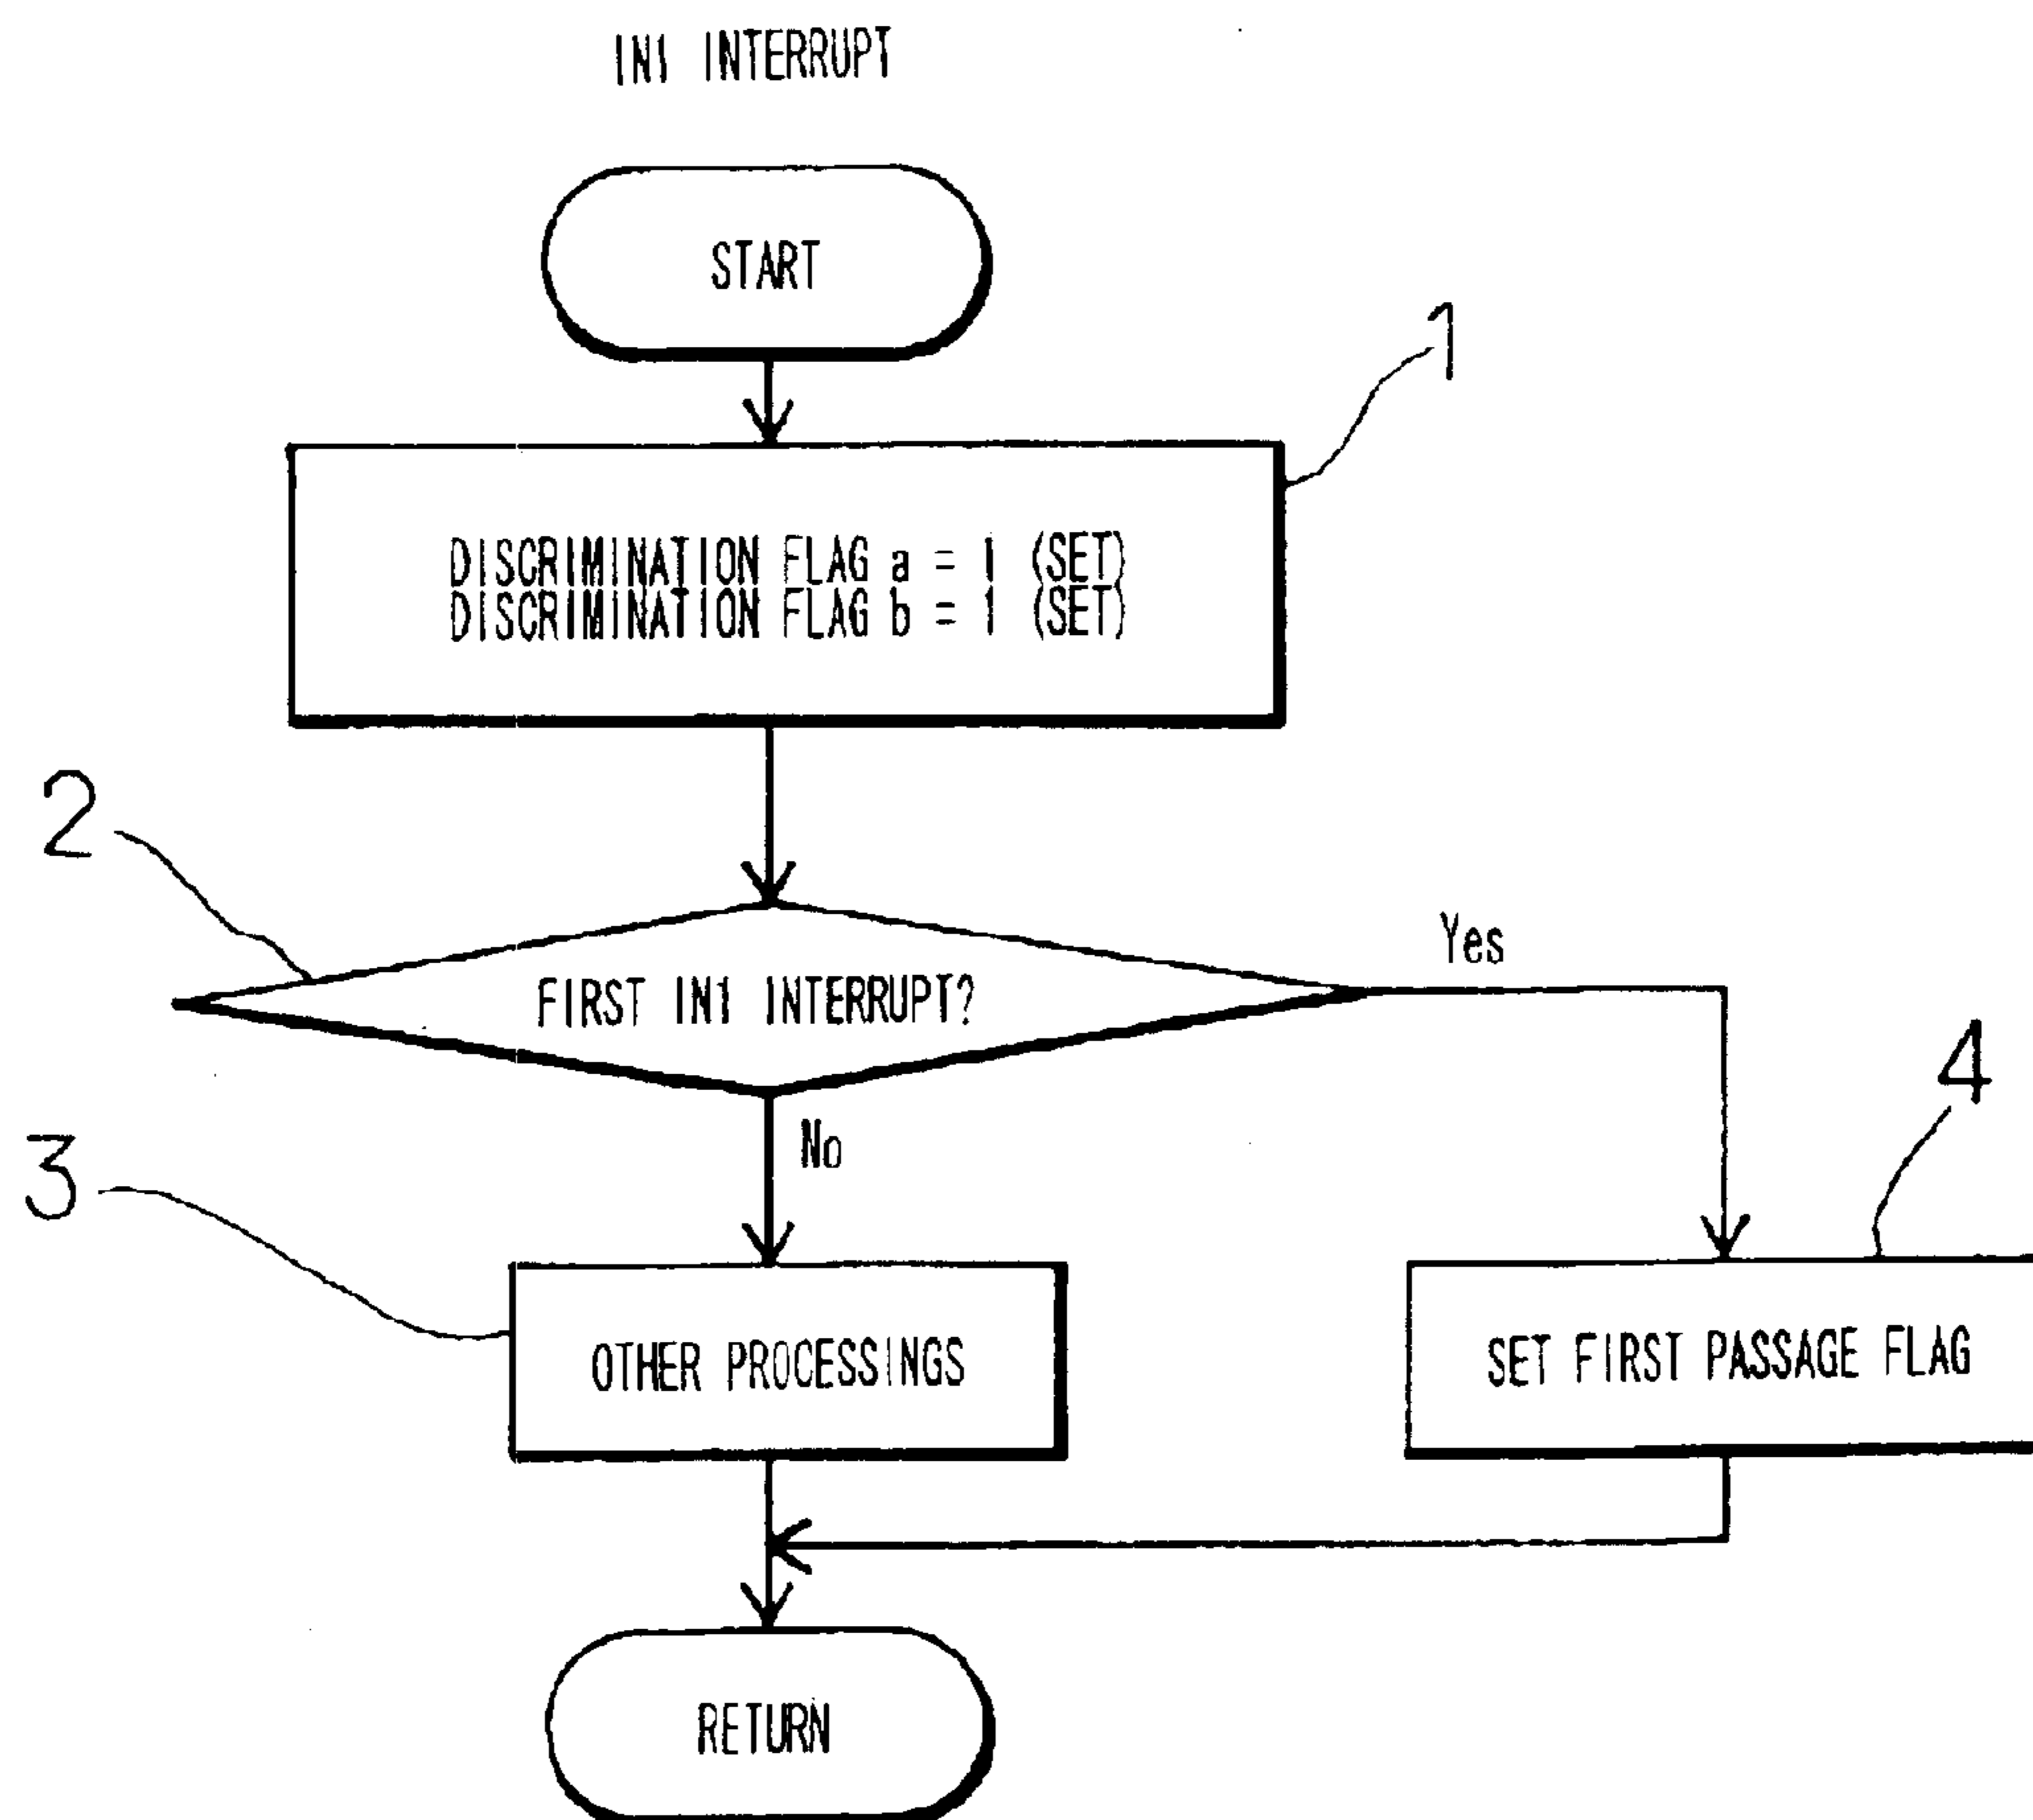 IN1 INTERRUPT
START
1
DISCRIMINATION FLAG a = 1 (SET)
DISCRIMINATION FLAG b = 1 (SET)
2
FIRST IN1 INTERRUPT?
Yes
No
3
4
OTHER PROCESSINGS
SET FIRST PASSAGE FLAG
RETURN